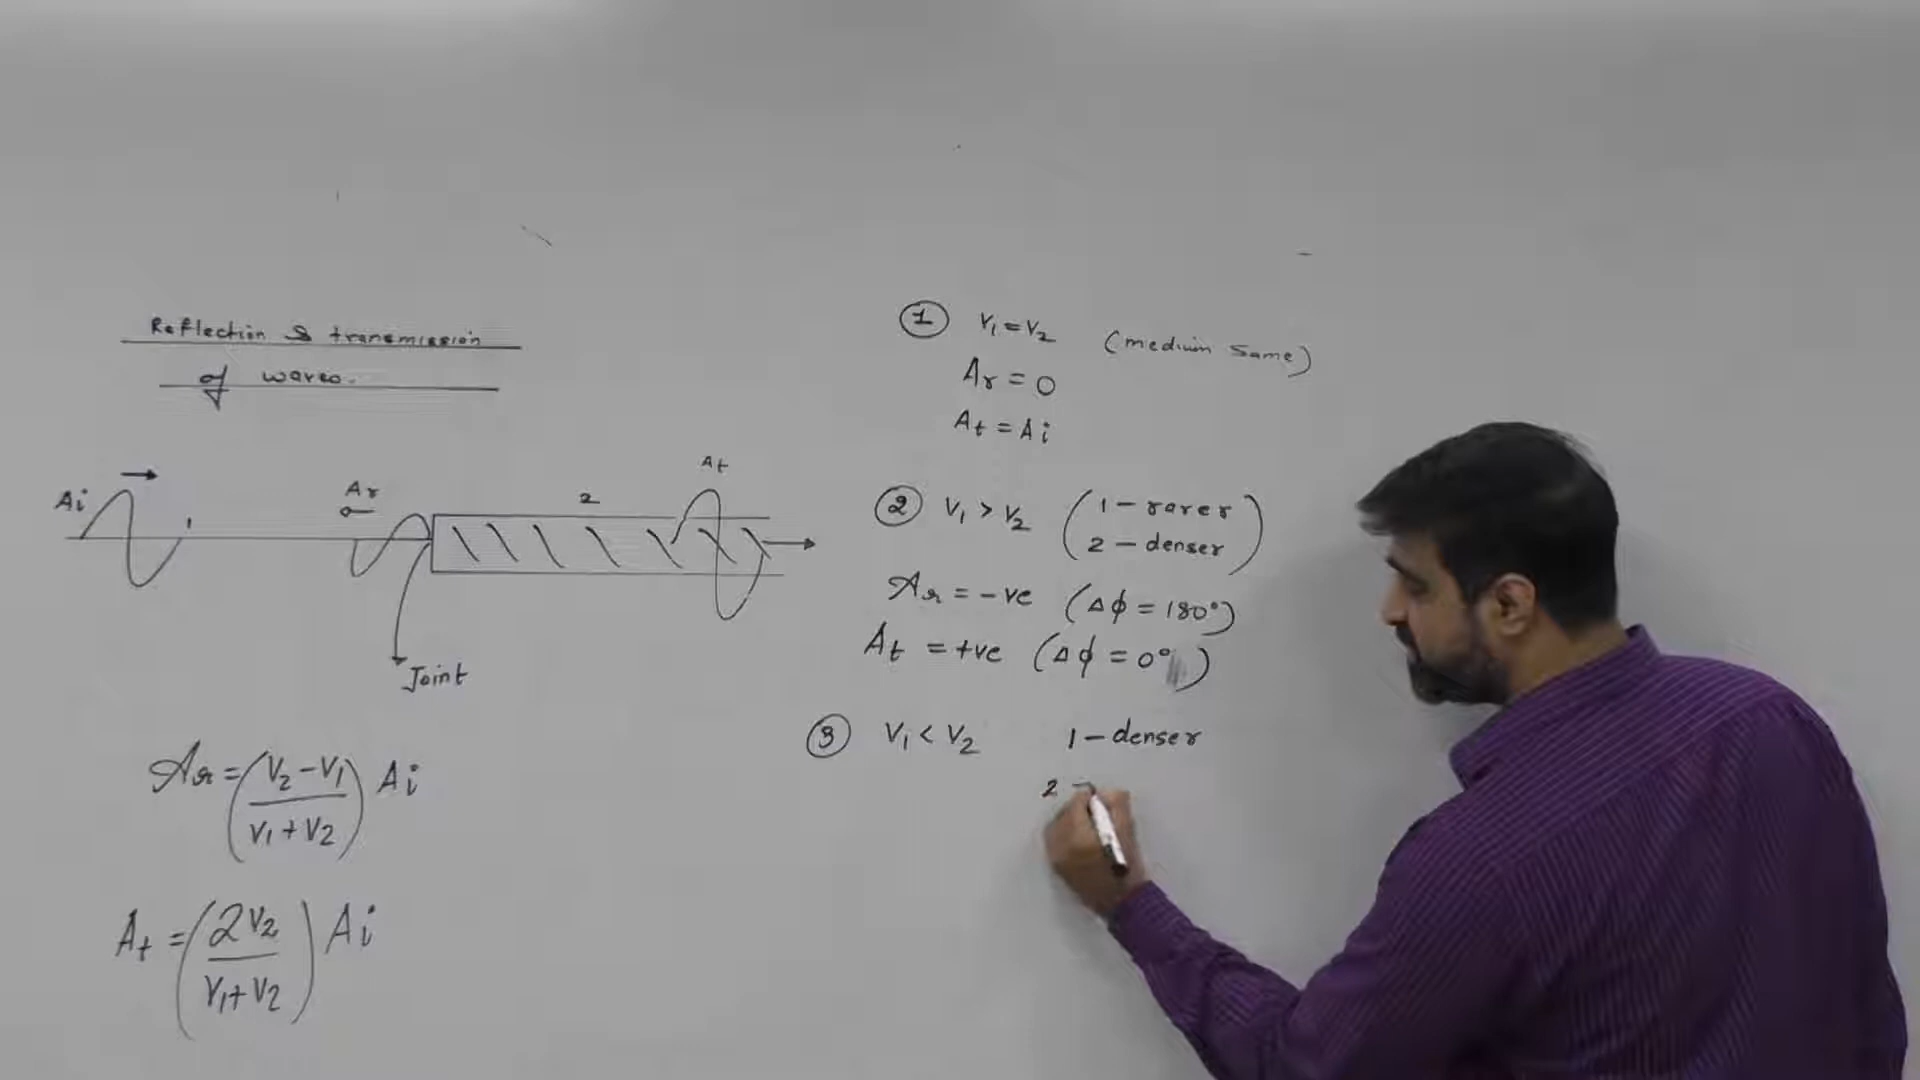 Reflection & transmission
of waves.
Ai
1
Ar
2
At
Joint
Ar = (V2 - V1 / V1 + V2) Ai
At = (2V2 / V1 + V2) Ai
① V1 = V2 (medium same)
Ar = 0
At = Ai
② V1 > V2 (1 - rarer
2 - denser)
Ar = -ve (Δϕ = 180°)
At = +ve (Δϕ = 0°)
③ V1 < V2 1 - denser
2 -